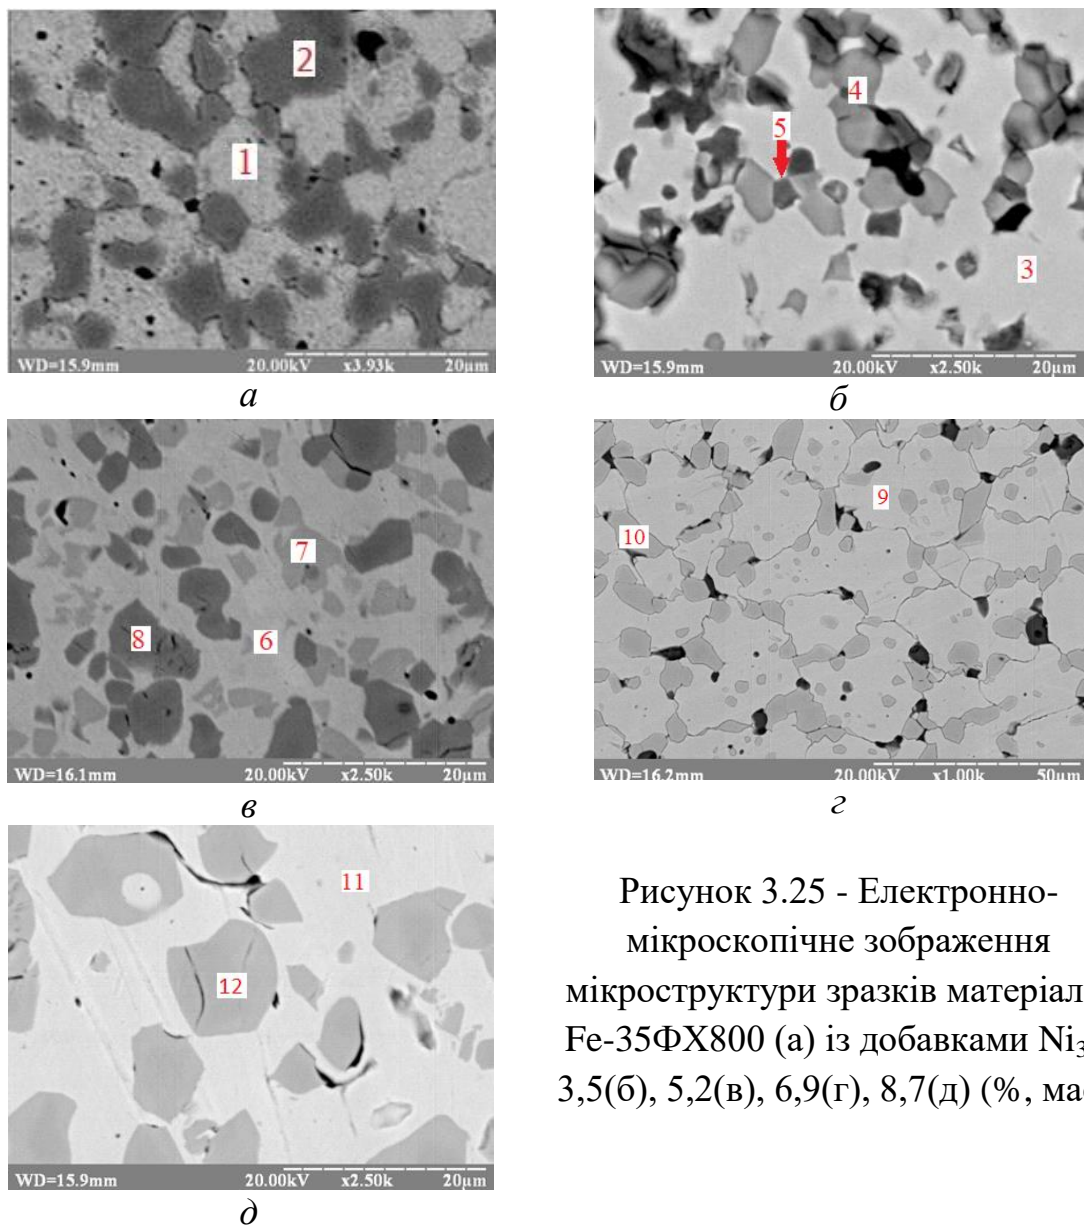 2
1
WD=15.9mm 20.00kV x3.93k 20µm
а
4
5
3
WD=15.9mm 20.00kV x2.50k 20µm
б
7
8
6
WD=16.1mm 20.00kV x2.50k 20µm
в
9
10
WD=16.2mm 20.00kV x1.00k 50µm
г
11
12
WD=15.9mm 20.00kV x2.50k 20µm
д
Рисунок 3.25 - Електронно-
мікроскопічне зображення
мікроструктури зразків матеріал
Fe-35ФХ800 (а) із добавками Ni₃
3,5(б), 5,2(в), 6,9(г), 8,7(д) (%, мас